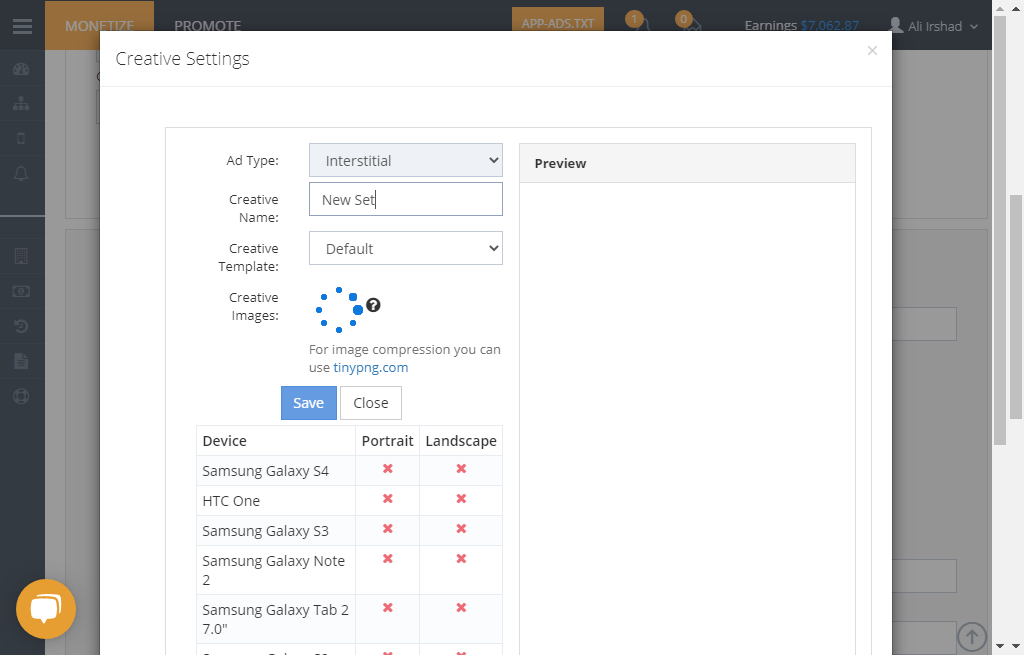 MONETIZE
PROMOTE
APP-ADS.TXT
1
0
Earnings $7,062.87
Ali Irshad
Creative Settings
×
Ad Type:
Interstitial
Creative
Name:
New Set
Creative
Template:
Default
Creative
Images:
?
For image compression you can
use tinypng.com
Save
Close
Preview
Device Portrait Landscape
Samsung Galaxy S4
HTC One
Samsung Galaxy S3
Samsung Galaxy Note
2
Samsung Galaxy Tab 2
7.0"